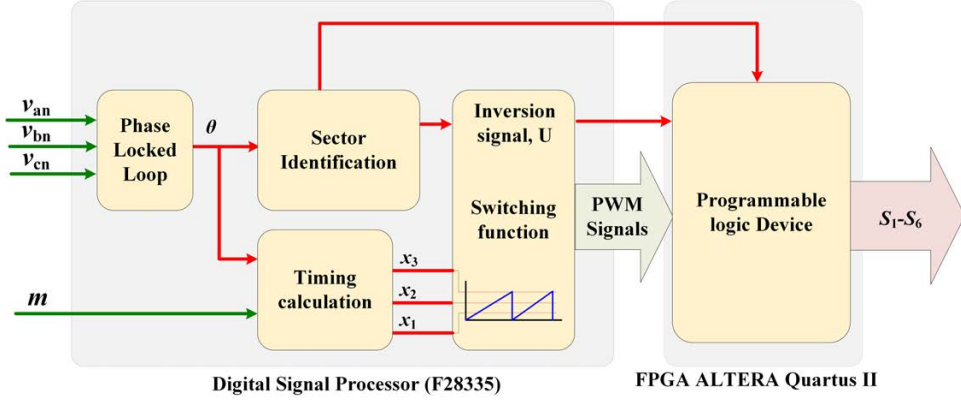 v_an
v_bn
v_cn
Phase
Locked
Loop
θ
Sector
Identification
Inversion
signal, U
Switching
function
Timing
calculation
m
x_3
x_2
x_1
PWM
Signals
Programmable
logic Device
S_1-S_6
Digital Signal Processor (F28335)
FPGA ALTERA Quartus II